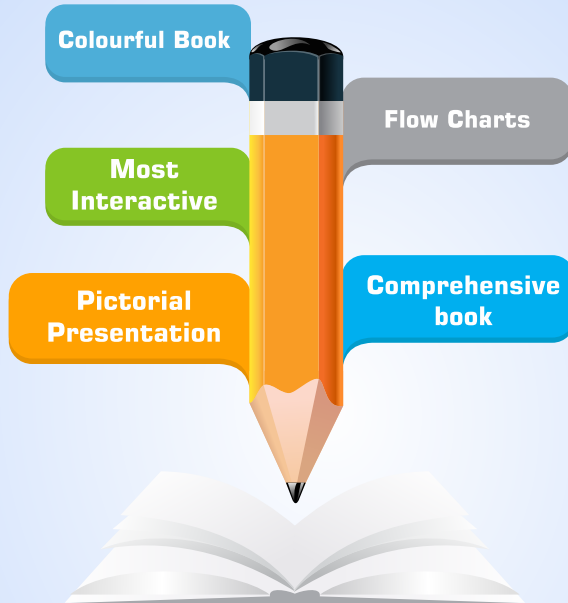 Colourful Book
Flow Charts
Most
Interactive
Pictorial
Presentation
Comprehensive
book